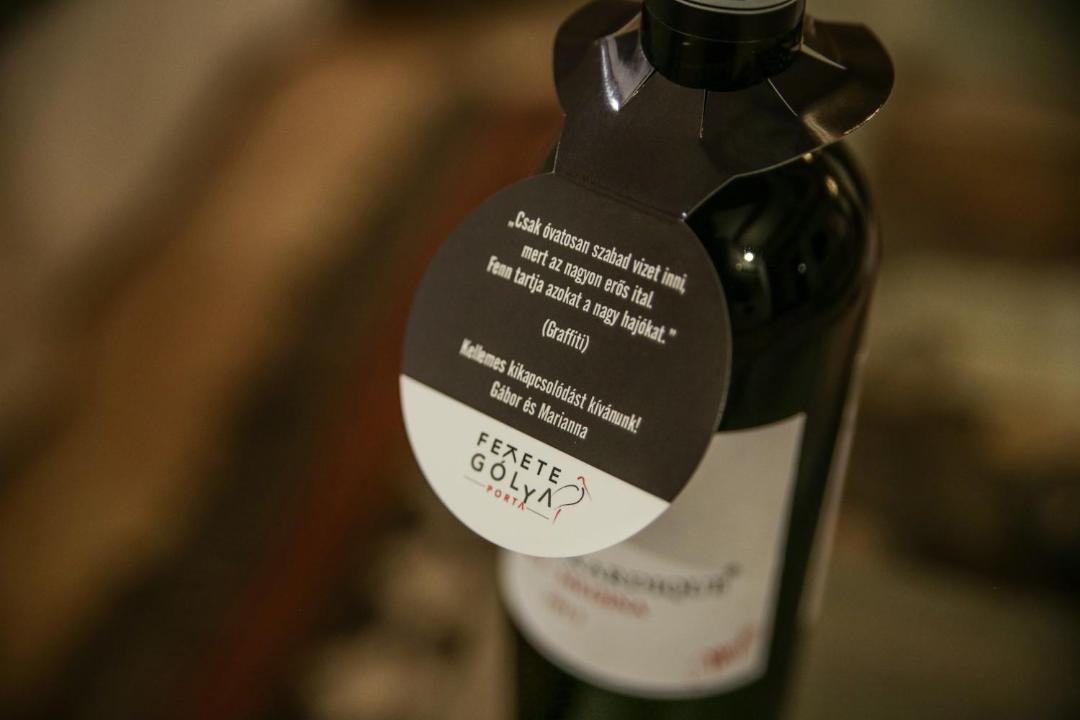 „Csak óvatosan szabad vizet inni,
mert az nagyon erős ital.
Fenn tartja azokat a nagy hajókat."
(Graffiti)
Kellemes kikapcsolódást kívánunk!
Gábor és Marianna
FEKETE
GÓLYA
PORTA